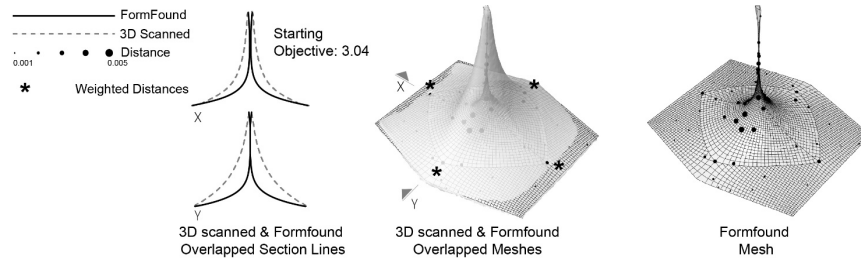 FormFound
3D Scanned
Distance
0.001
0.005
* Weighted Distances
Starting
Objective: 3.04
X
Y
X
Y
*
*
*
*
3D scanned & Formfound
Overlapped Section Lines
3D scanned & Formfound
Overlapped Meshes
Formfound
Mesh